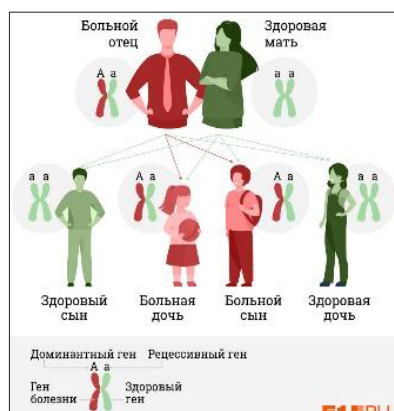 Больной
отец
Здоровая
мать
А а
а а
а а
А а
А а
а а
Здоровый
сын
Больная
дочь
Больной
сын
Здоровая
дочь
Доминантный ген
Рецессивный ген
А а
Ген
болезни
Здоровый
ген